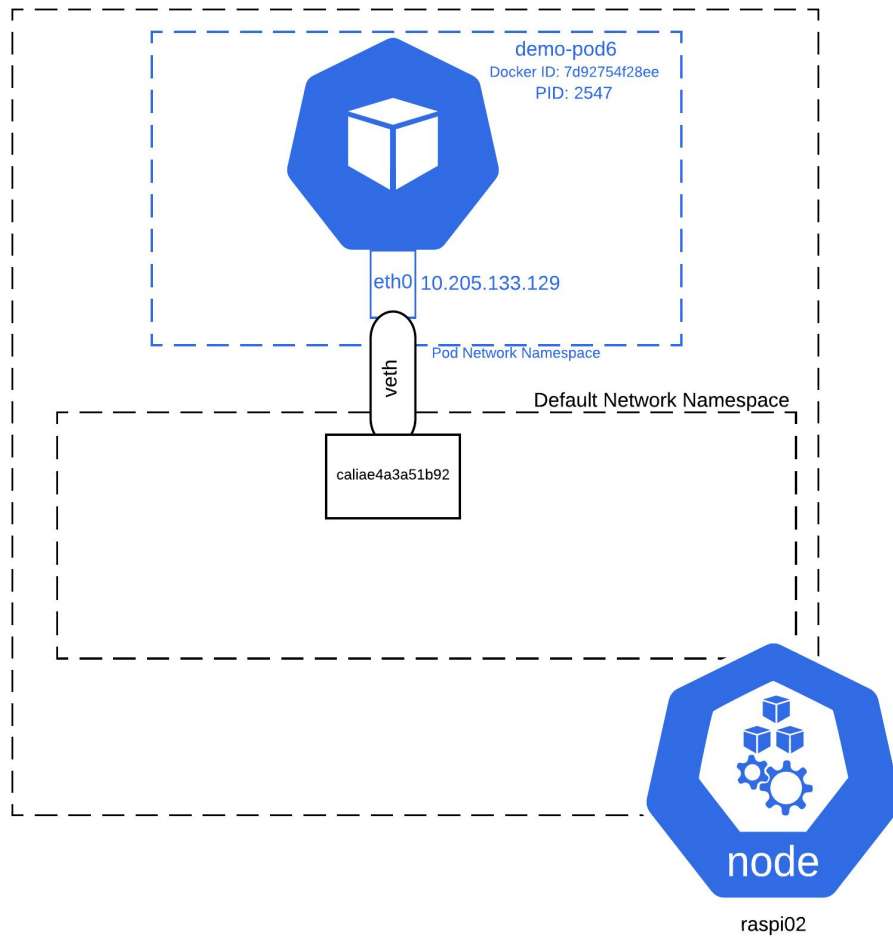 demo-pod6
Docker ID: 7d92754f28ee
PID: 2547
eth0 10.205.133.129
Pod Network Namespace
veth
Default Network Namespace
caliae4a3a51b92
node
raspi02